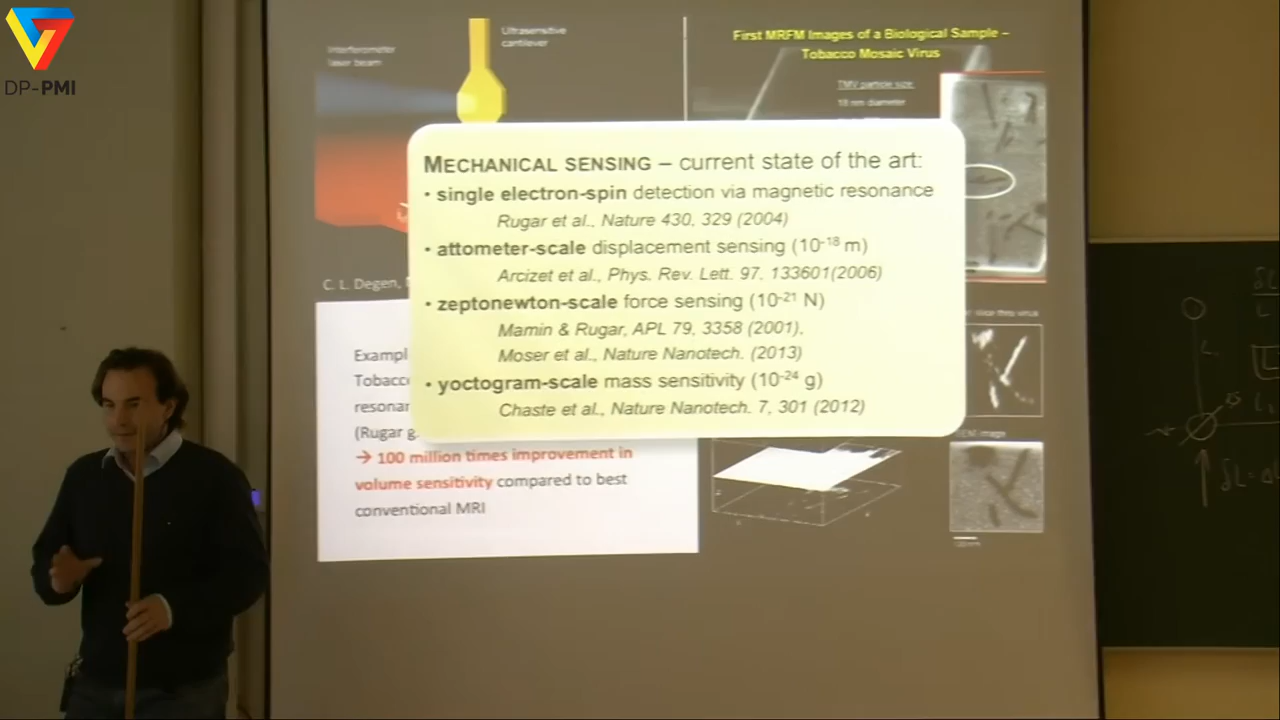 DP-PMI
Interferometer
laser beam
Ultrasensitive
cantilever
First MRFM Images of a Biological Sample –
Tobacco Mosaic Virus
TMV particle size:
18 nm diameter
MECHANICAL SENSING – current state of the art:
• single electron-spin detection via magnetic resonance
Rugar et al., Nature 430, 329 (2004)
• attometer-scale displacement sensing (10⁻¹⁸ m)
Arcizet et al., Phys. Rev. Lett. 97, 133601(2006)
• zeptonewton-scale force sensing (10⁻²¹ N)
Mamin & Rugar, APL 79, 3358 (2001),
Moser et al., Nature Nanotech. (2013)
• yoctogram-scale mass sensitivity (10⁻²⁴ g)
Chaste et al., Nature Nanotech. 7, 301 (2012)
C. L. Degen,
Exampl
Tobacc
resonar
(Rugar g
→ 100 million times improvement in
volume sensitivity compared to best
conventional MRI
slice thru virus
image